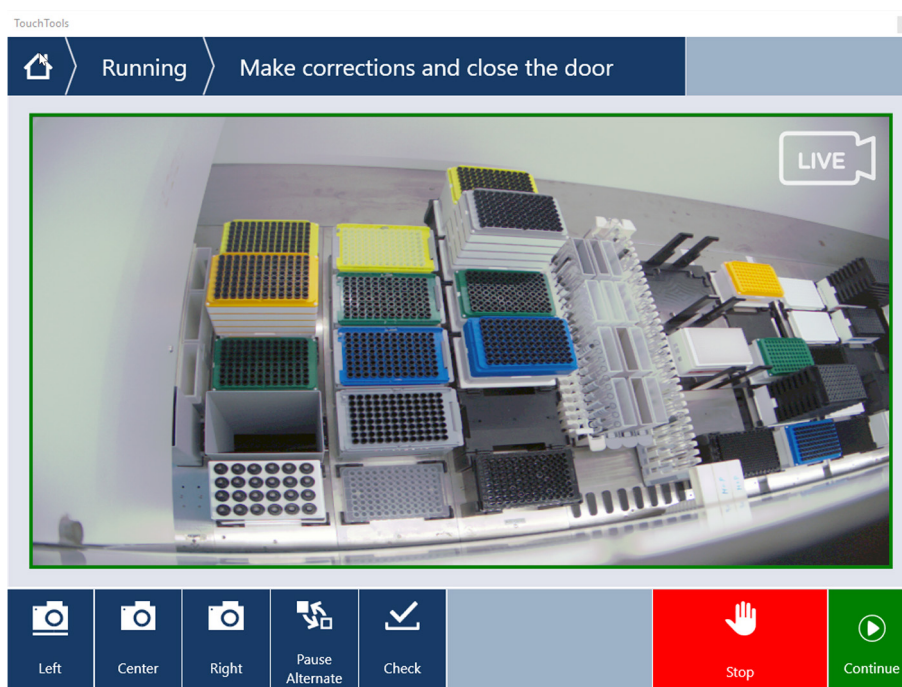 TouchTools
Running
Make corrections and close the door
LIVE
Left
Center
Right
Pause
Alternate
Check
Stop
Continue